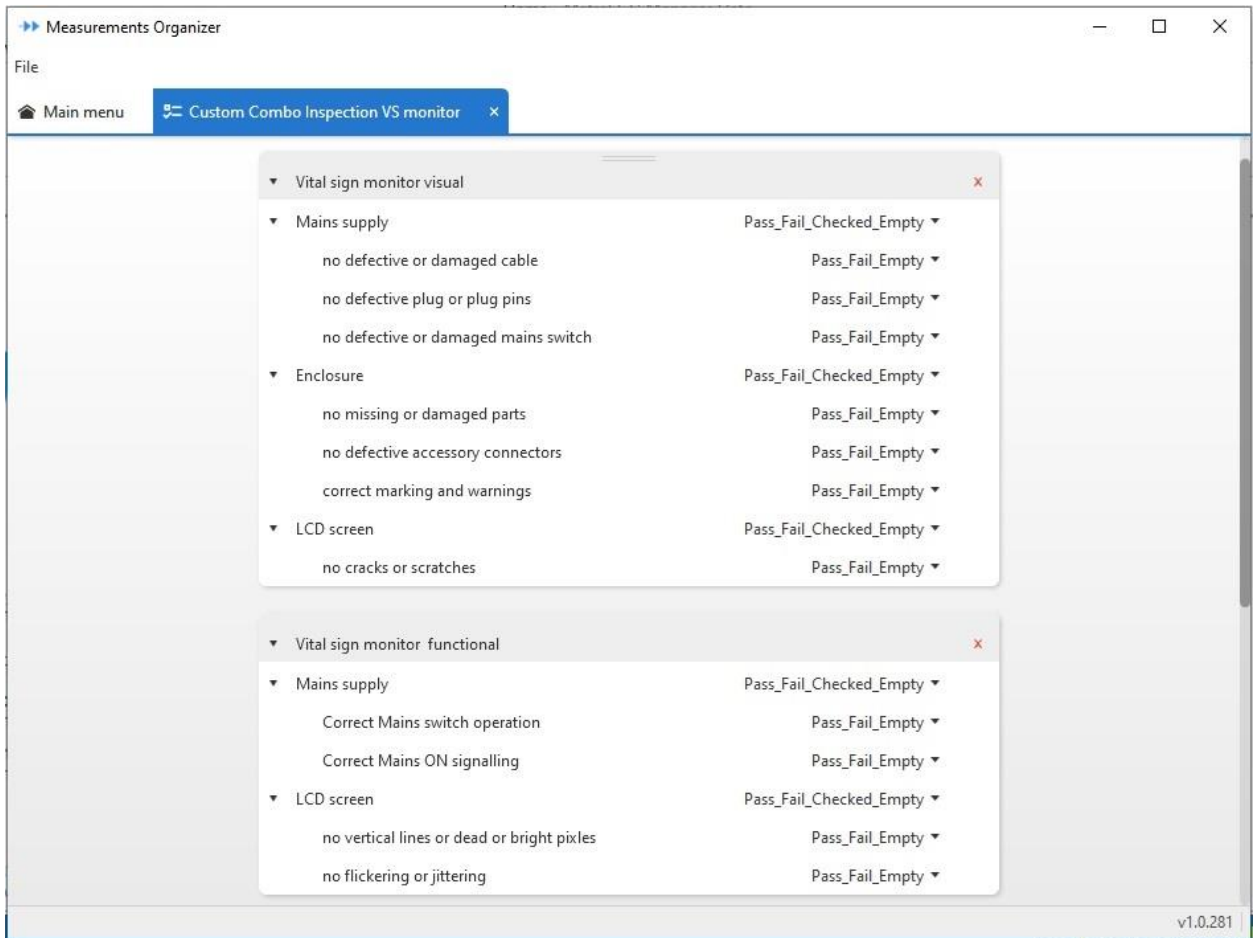 Measurements Organizer
File
Main menu
Custom Combo Inspection VS monitor ×
Vital sign monitor visual x
Mains supply Pass_Fail_Checked_Empty
no defective or damaged cable Pass_Fail_Empty
no defective plug or plug pins Pass_Fail_Empty
no defective or damaged mains switch Pass_Fail_Empty
Enclosure Pass_Fail_Checked_Empty
no missing or damaged parts Pass_Fail_Empty
no defective accessory connectors Pass_Fail_Empty
correct marking and warnings Pass_Fail_Empty
LCD screen Pass_Fail_Checked_Empty
no cracks or scratches Pass_Fail_Empty
Vital sign monitor functional x
Mains supply Pass_Fail_Checked_Empty
Correct Mains switch operation Pass_Fail_Empty
Correct Mains ON signalling Pass_Fail_Empty
LCD screen Pass_Fail_Checked_Empty
no vertical lines or dead or bright pixles Pass_Fail_Empty
no flickering or jittering Pass_Fail_Empty
v1.0.281